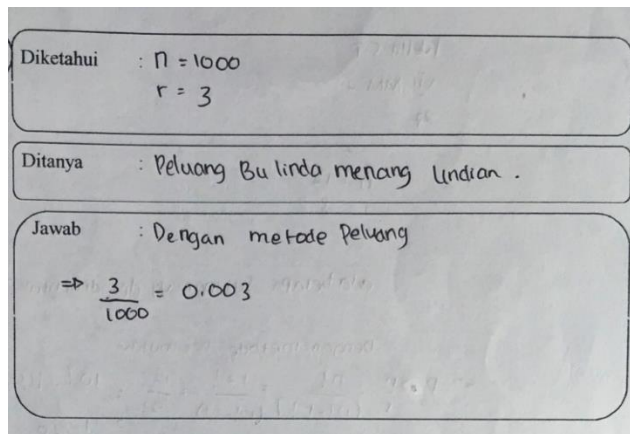 Diketahui : n = 1000
r = 3
Ditanya : Peluang Bu linda menang Undian .
Jawab : Dengan metode Peluang
⇒ 3/1000 = 0.003